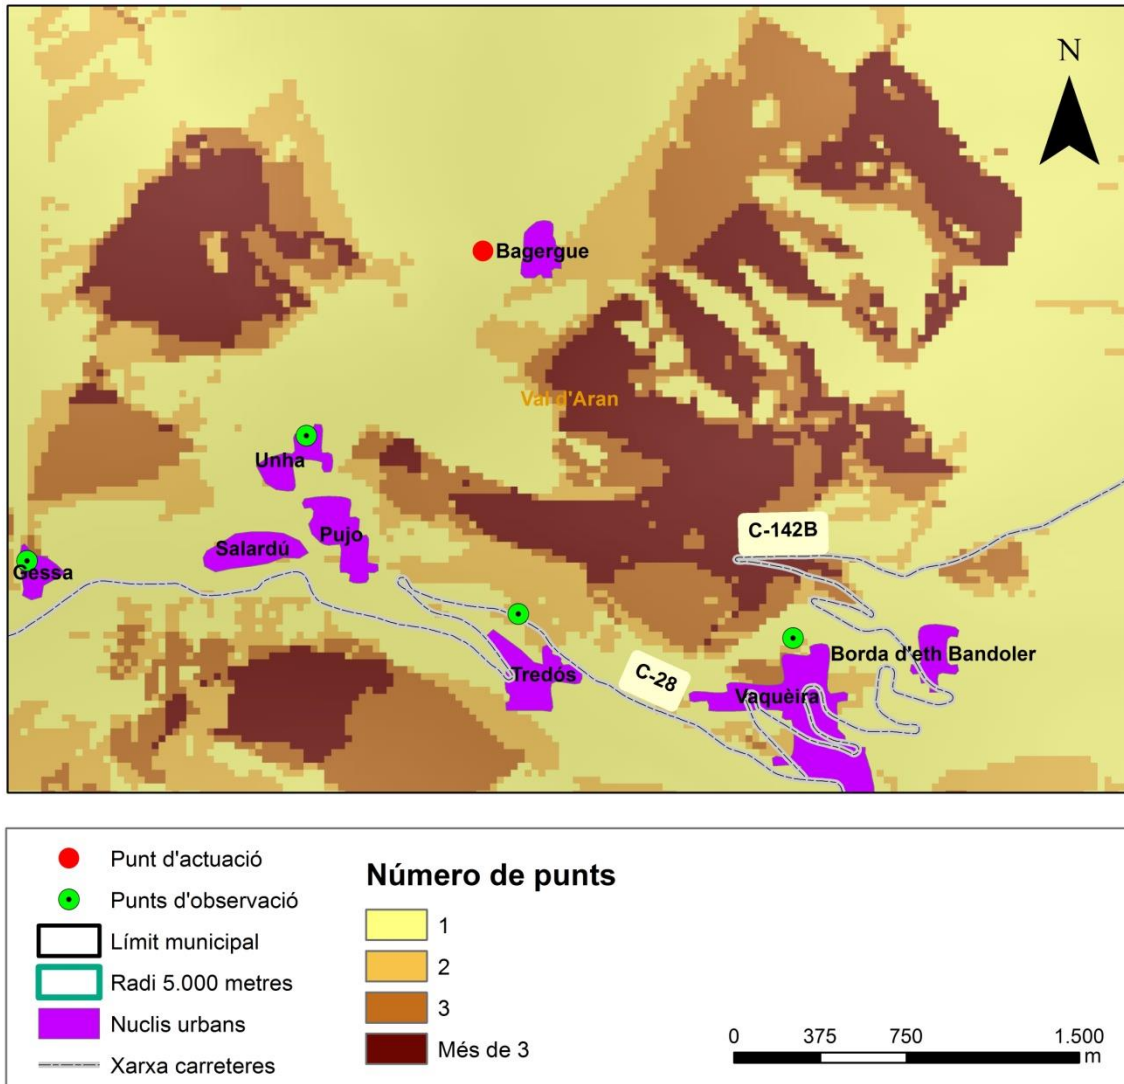 N
Bagergue
Val d'Aran
Unha
Pujo
Salardú
Gessa
C-142B
Tredós
C-28
Borda d'eth Bandoler
Vaquèira
Punt d'actuació
Punts d'observació
Límit municipal
Radi 5.000 metres
Nuclis urbans
Xarxa carreteres
Número de punts
1
2
3
Més de 3
0 375 750 1.500
m